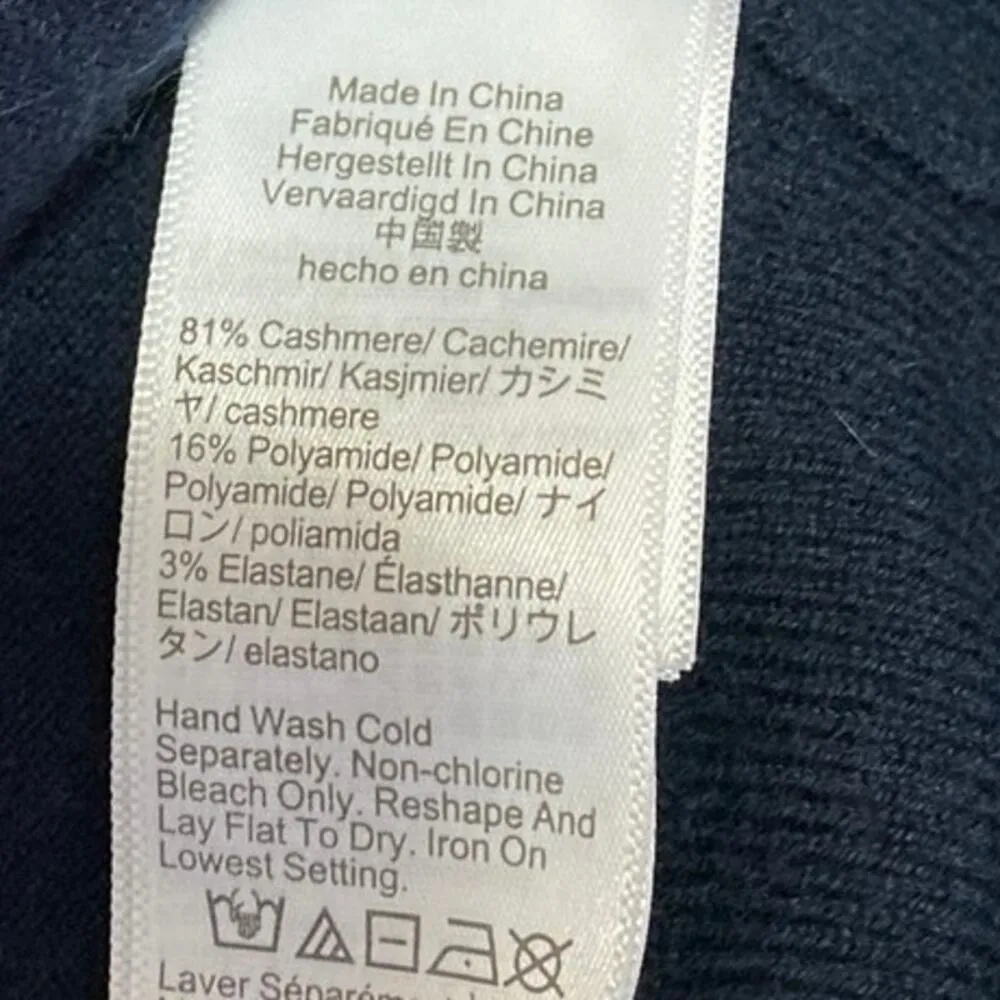 Made In China
Fabriqué En Chine
Hergestellt In China
Vervaardigd In China
中国製
hecho en china
81% Cashmere/ Cachemire/
Kaschmir/ Kasjmier/ カシミ
ヤ/ cashmere
16% Polyamide/ Polyamide/
Polyamide/ Polyamide/ ナイ
ロン/ poliamida
3% Elastane/ Élasthanne/
Elastan/ Elastaan/ ポリウレ
タン/ elastano
Hand Wash Cold
Separately. Non-chlorine
Bleach Only. Reshape And
Lay Flat To Dry. Iron On
Lowest Setting.
Laver